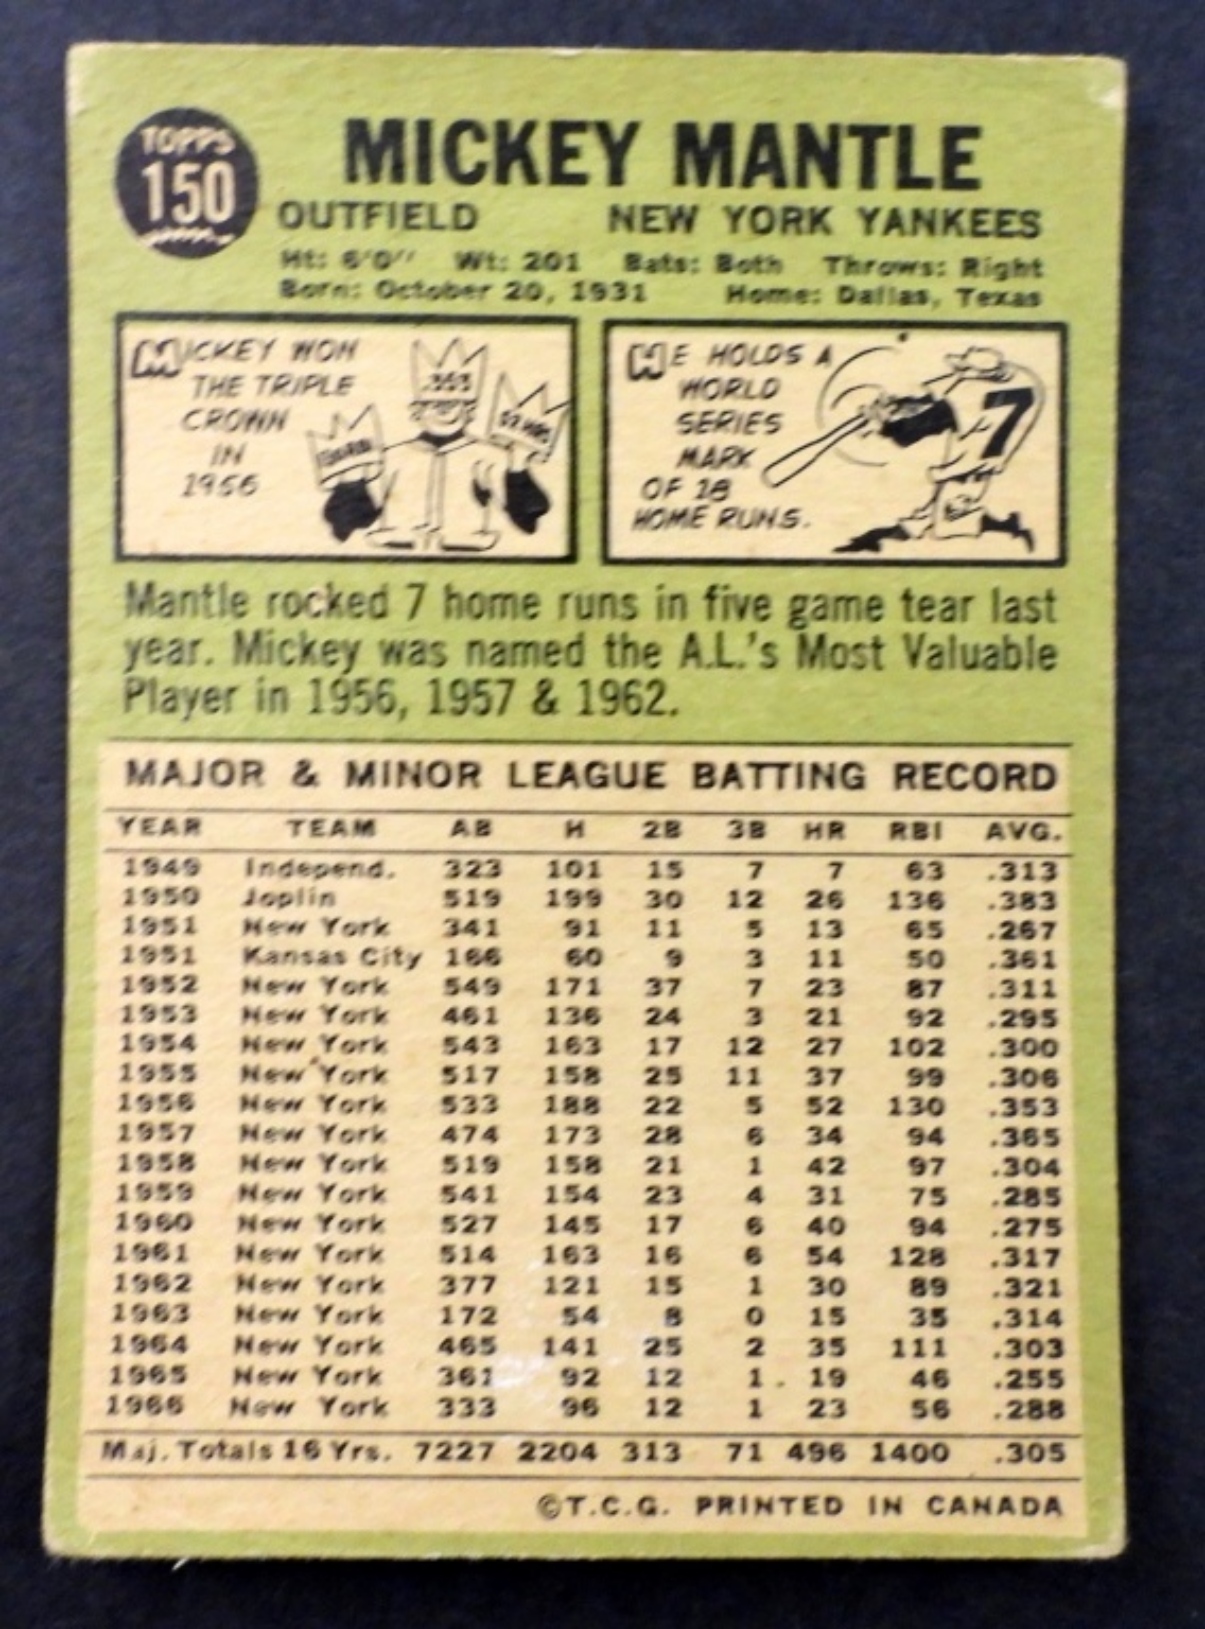 TOPPS
150
MICKEY MANTLE
OUTFIELD NEW YORK YANKEES
Ht: 6'0" Wt: 201 Bats: Both Throws: Right
Born: October 20, 1931 Home: Dallas, Texas
MICKEY WON
THE TRIPLE
CROWN
IN
1956
.353
52 HRS
HE HOLDS A
WORLD
SERIES
MARK
OF 18
HOME RUNS.
7
Mantle rocked 7 home runs in five game tear last
year. Mickey was named the A.L.'s Most Valuable
Player in 1956, 1957 & 1962.
MAJOR & MINOR LEAGUE BATTING RECORD
YEAR TEAM AB H 2B 3B HR RBI AVG.
1949 Independ. 323 101 15 7 7 63 .313
1950 Joplin 519 199 30 12 26 136 .383
1951 New York 341 91 11 5 13 65 .267
1951 Kansas City 166 60 9 3 11 50 .361
1952 New York 549 171 37 7 23 87 .311
1953 New York 461 136 24 3 21 92 .295
1954 New York 543 163 17 12 27 102 .300
1955 New York 517 158 25 11 37 99 .306
1956 New York 533 188 22 5 52 130 .353
1957 New York 474 173 28 6 34 94 .365
1958 New York 519 158 21 1 42 97 .304
1959 New York 541 154 23 4 31 75 .285
1960 New York 527 145 17 6 40 94 .275
1961 New York 514 163 16 6 54 128 .317
1962 New York 377 121 15 1 30 89 .321
1963 New York 172 54 8 0 15 35 .314
1964 New York 465 141 25 2 35 111 .303
1965 New York 361 92 12 1 19 46 .255
1966 New York 333 96 12 1 23 56 .288
Maj. Totals 16 Yrs. 7227 2204 313 71 496 1400 .305
©T.C.G. PRINTED IN CANADA